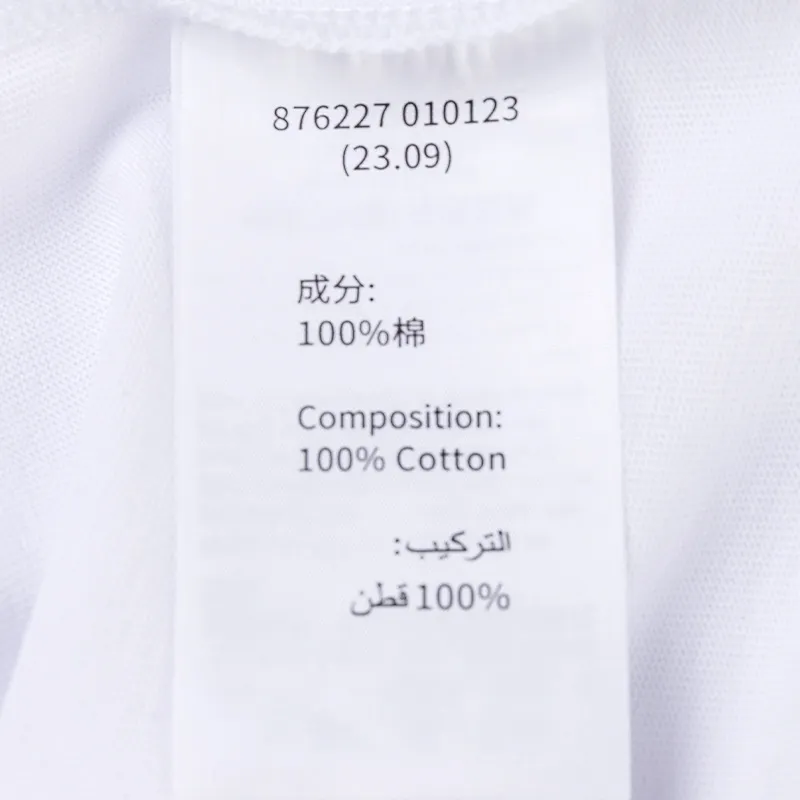 876227 010123
(23.09)
成分:
100%棉
Composition:
100% Cotton
التركيب:
100% قطن